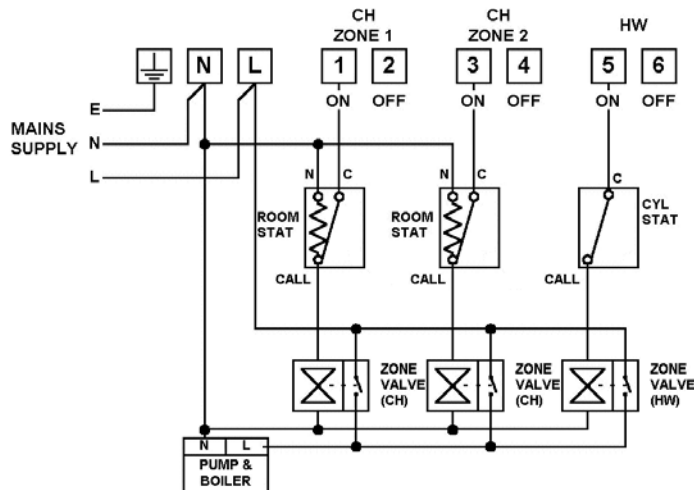 CH
ZONE 1
CH
ZONE 2
HW
N L 1 2 3 4 5 6
ON OFF ON OFF ON OFF
MAINS
SUPPLY
E
N
L
N C N C C
ROOM
STAT
ROOM
STAT
CYL
STAT
CALL CALL CALL
ZONE
VALVE
(CH)
ZONE
VALVE
(CH)
ZONE
VALVE
(HW)
N L
PUMP &
BOILER